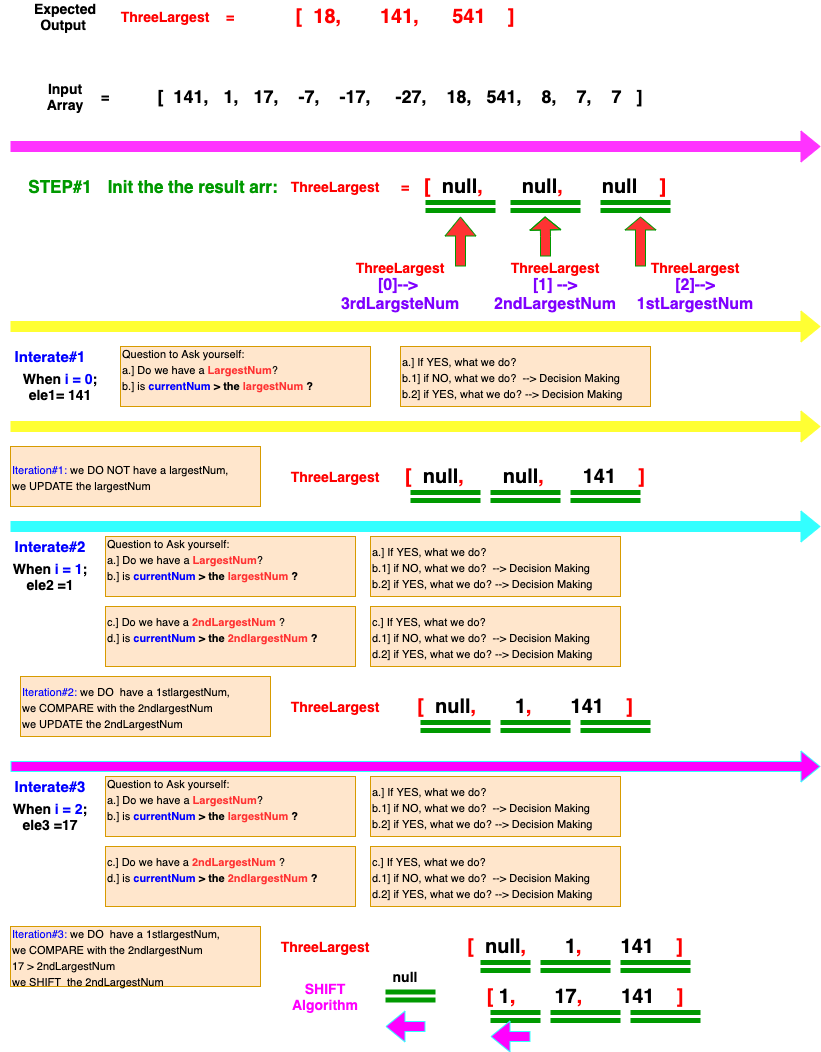 Expected
Output
ThreeLargest = [ 18, 141, 541 ]
Input
Array
= [ 141, 1, 17, -7, -17, -27, 18, 541, 8, 7, 7 ]
STEP#1 Init the the result arr: ThreeLargest = [ null, null, null ]
ThreeLargest
[0]-->
3rdLargsteNum
ThreeLargest
[1] -->
2ndLargestNum
ThreeLargest
[2]-->
1stLargestNum
Interate#1
When i = 0;
ele1= 141
Question to Ask yourself:
a.] Do we have a LargestNum?
b.] is currentNum > the largestNum ?
a.] If YES, what we do?
b.1] if NO, what we do? --> Decision Making
b.2] if YES, what we do? --> Decision Making
Iteration#1: we DO NOT have a largestNum,
we UPDATE the largestNum
ThreeLargest [ null, null, 141 ]
Interate#2
When i = 1;
ele2 =1
Question to Ask yourself:
a.] Do we have a LargestNum?
b.] is currentNum > the largestNum ?
a.] If YES, what we do?
b.1] if NO, what we do? --> Decision Making
b.2] if YES, what we do? --> Decision Making
c.] Do we have a 2ndLargestNum ?
d.] is currentNum > the 2ndlargestNum ?
c.] If YES, what we do?
d.1] if NO, what we do? --> Decision Making
d.2] if YES, what we do? --> Decision Making
Iteration#2: we DO have a 1stlargestNum,
we COMPARE with the 2ndlargestNum
we UPDATE the 2ndLargestNum
ThreeLargest [ null, 1, 141 ]
Interate#3
When i = 2;
ele3 =17
Question to Ask yourself:
a.] Do we have a LargestNum?
b.] is currentNum > the largestNum ?
a.] If YES, what we do?
b.1] if NO, what we do? --> Decision Making
b.2] if YES, what we do? --> Decision Making
c.] Do we have a 2ndLargestNum ?
d.] is currentNum > the 2ndlargestNum ?
c.] If YES, what we do?
d.1] if NO, what we do? --> Decision Making
d.2] if YES, what we do? --> Decision Making
Iteration#3: we DO have a 1stlargestNum,
we COMPARE with the 2ndlargestNum
17 > 2ndLargestNum
we SHIFT the 2ndLargestNum
ThreeLargest [ null, 1, 141 ]
SHIFT
Algorithm
null
[ 1, 17, 141 ]